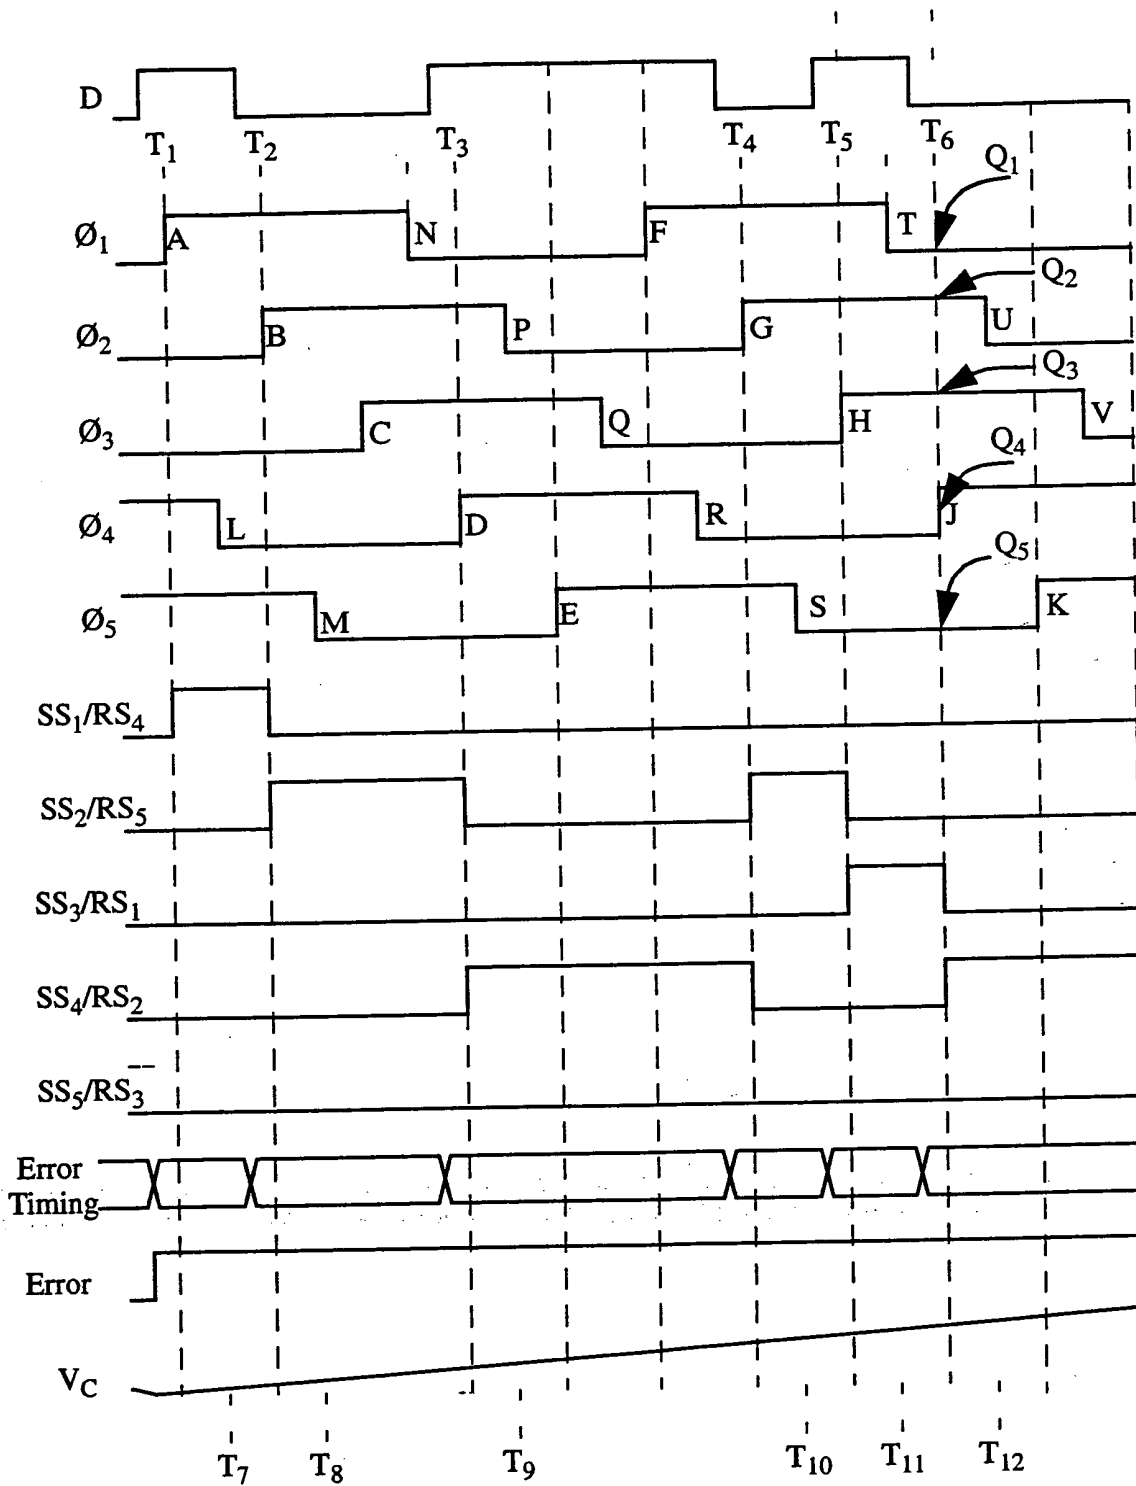 D
T1 T2 T3 T4 T5 T6
Q1
Ø1 A N F T
Q2
Ø2 B P G U
Q3
Ø3 C Q H V
Q4
Ø4 L D R J
Q5
Ø5 M E S K
SS1/RS4
SS2/RS5
SS3/RS1
SS4/RS2
SS5/RS3
Error
Timing
Error
VC
T7 T8 T9 T10 T11 T12